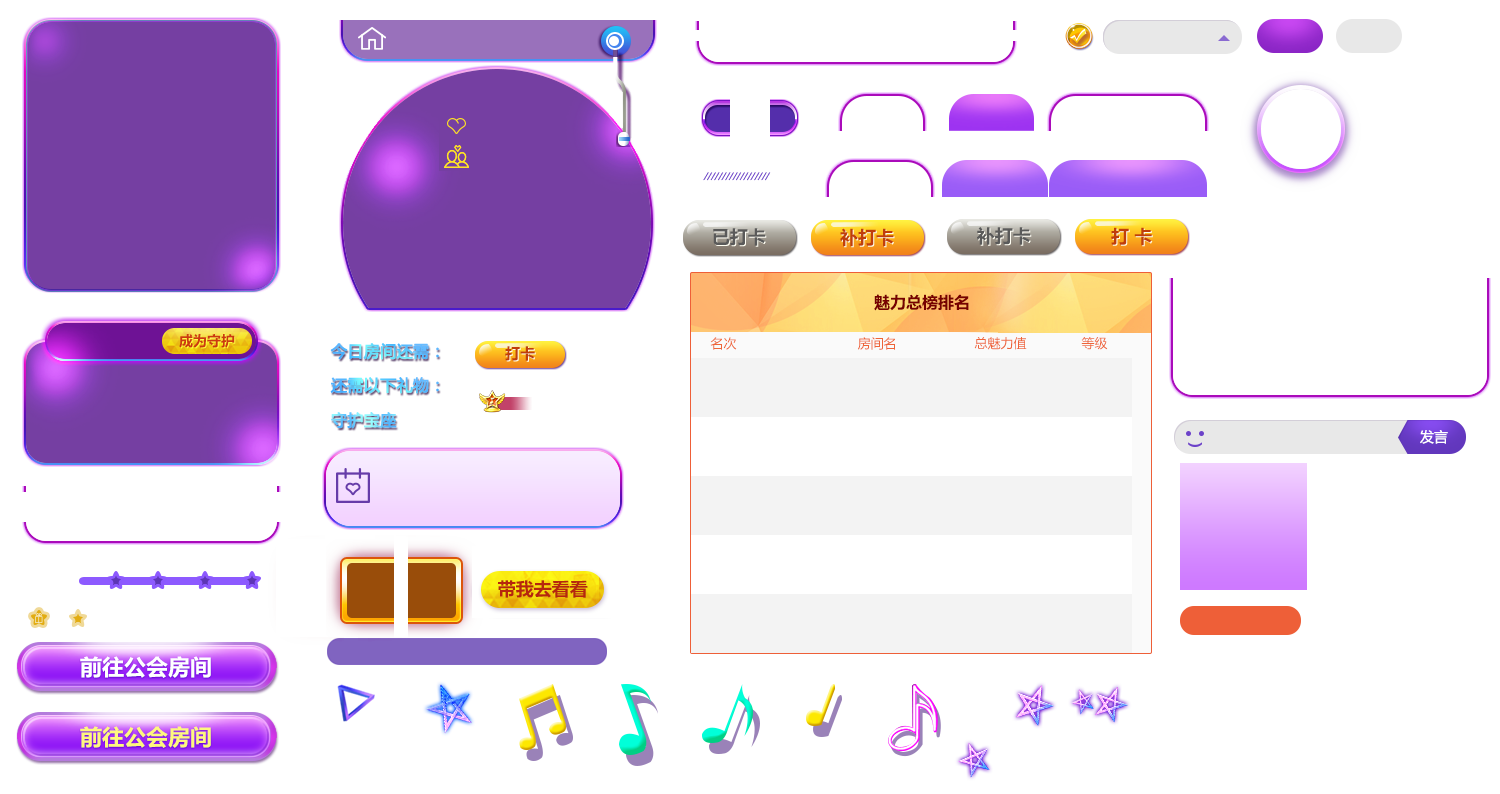 已打卡
补打卡
补打卡
打 卡
魅力总榜排名
名次 房间名 总魅力值 等级
成为守护
今日房间还需：
打卡
还需以下礼物：
守护宝座
发言
带我去看看
前往公会房间
前往公会房间